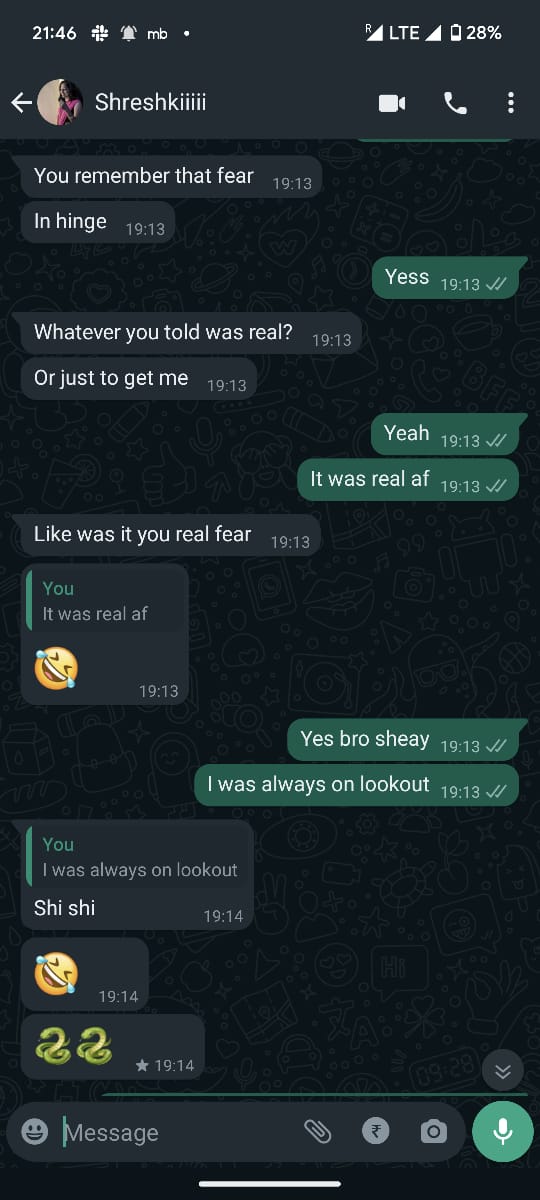 21:46 mb R LTE 28%
Shreshkiiiii
You remember that fear 19:13
In hinge 19:13
Yess 19:13
Whatever you told was real? 19:13
Or just to get me 19:13
Yeah 19:13
It was real af 19:13
Like was it you real fear 19:13
You
It was real af
🤣
19:13
Yes bro sheay 19:13
I was always on lookout 19:13
You
I was always on lookout
Shi shi 19:14
🤣 19:14
🐍🐍 19:14
Message ₹